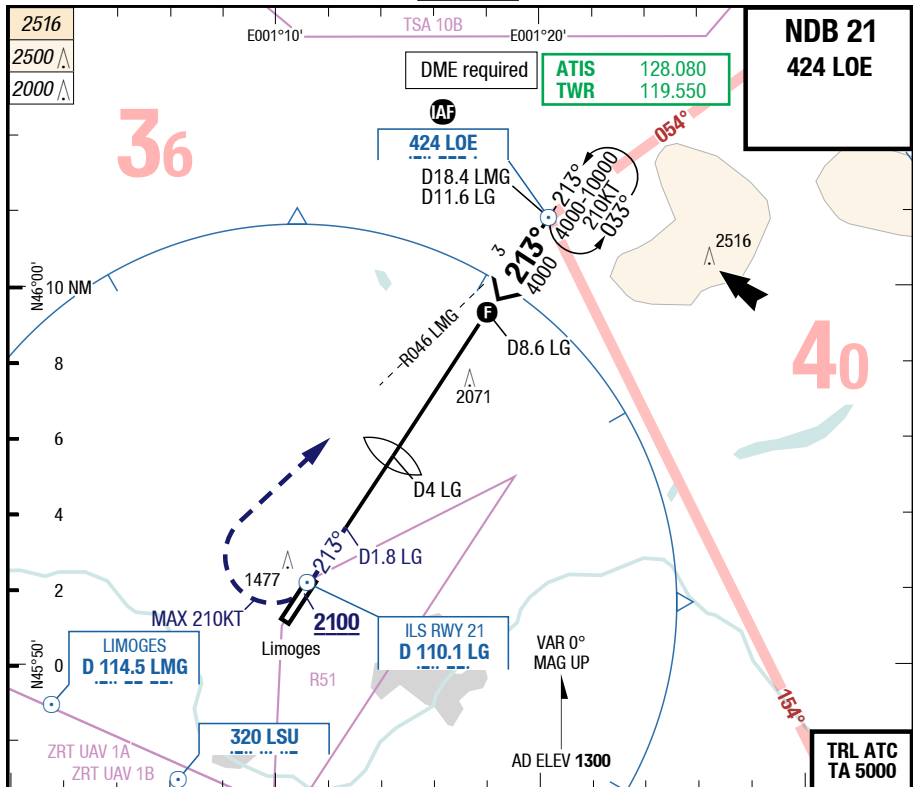 2516
2500
2000
TSA 10B
E001°10'
E001°20'
DME required
ATIS 128.080
TWR 119.550
NDB 21
424 LOE
36
IAF
424 LOE
D18.4 LMG
D11.6 LG
054°
213°
4000-10000
210KT
033°
3
213°
4000
2516
N46°00'
10 NM
R046 LMG
F
D8.6 LG
40
8
2071
6
D4 LG
4
213°
D1.8 LG
1477
2
MAX 210KT
2100
Limoges
ILS RWY 21
D 110.1 LG
LIMOGES
D 114.5 LMG
N45°50'
0
R51
VAR 0°
MAG UP
154°
320 LSU
ZRT UAV 1A
ZRT UAV 1B
AD ELEV 1300
TRL ATC
TA 5000